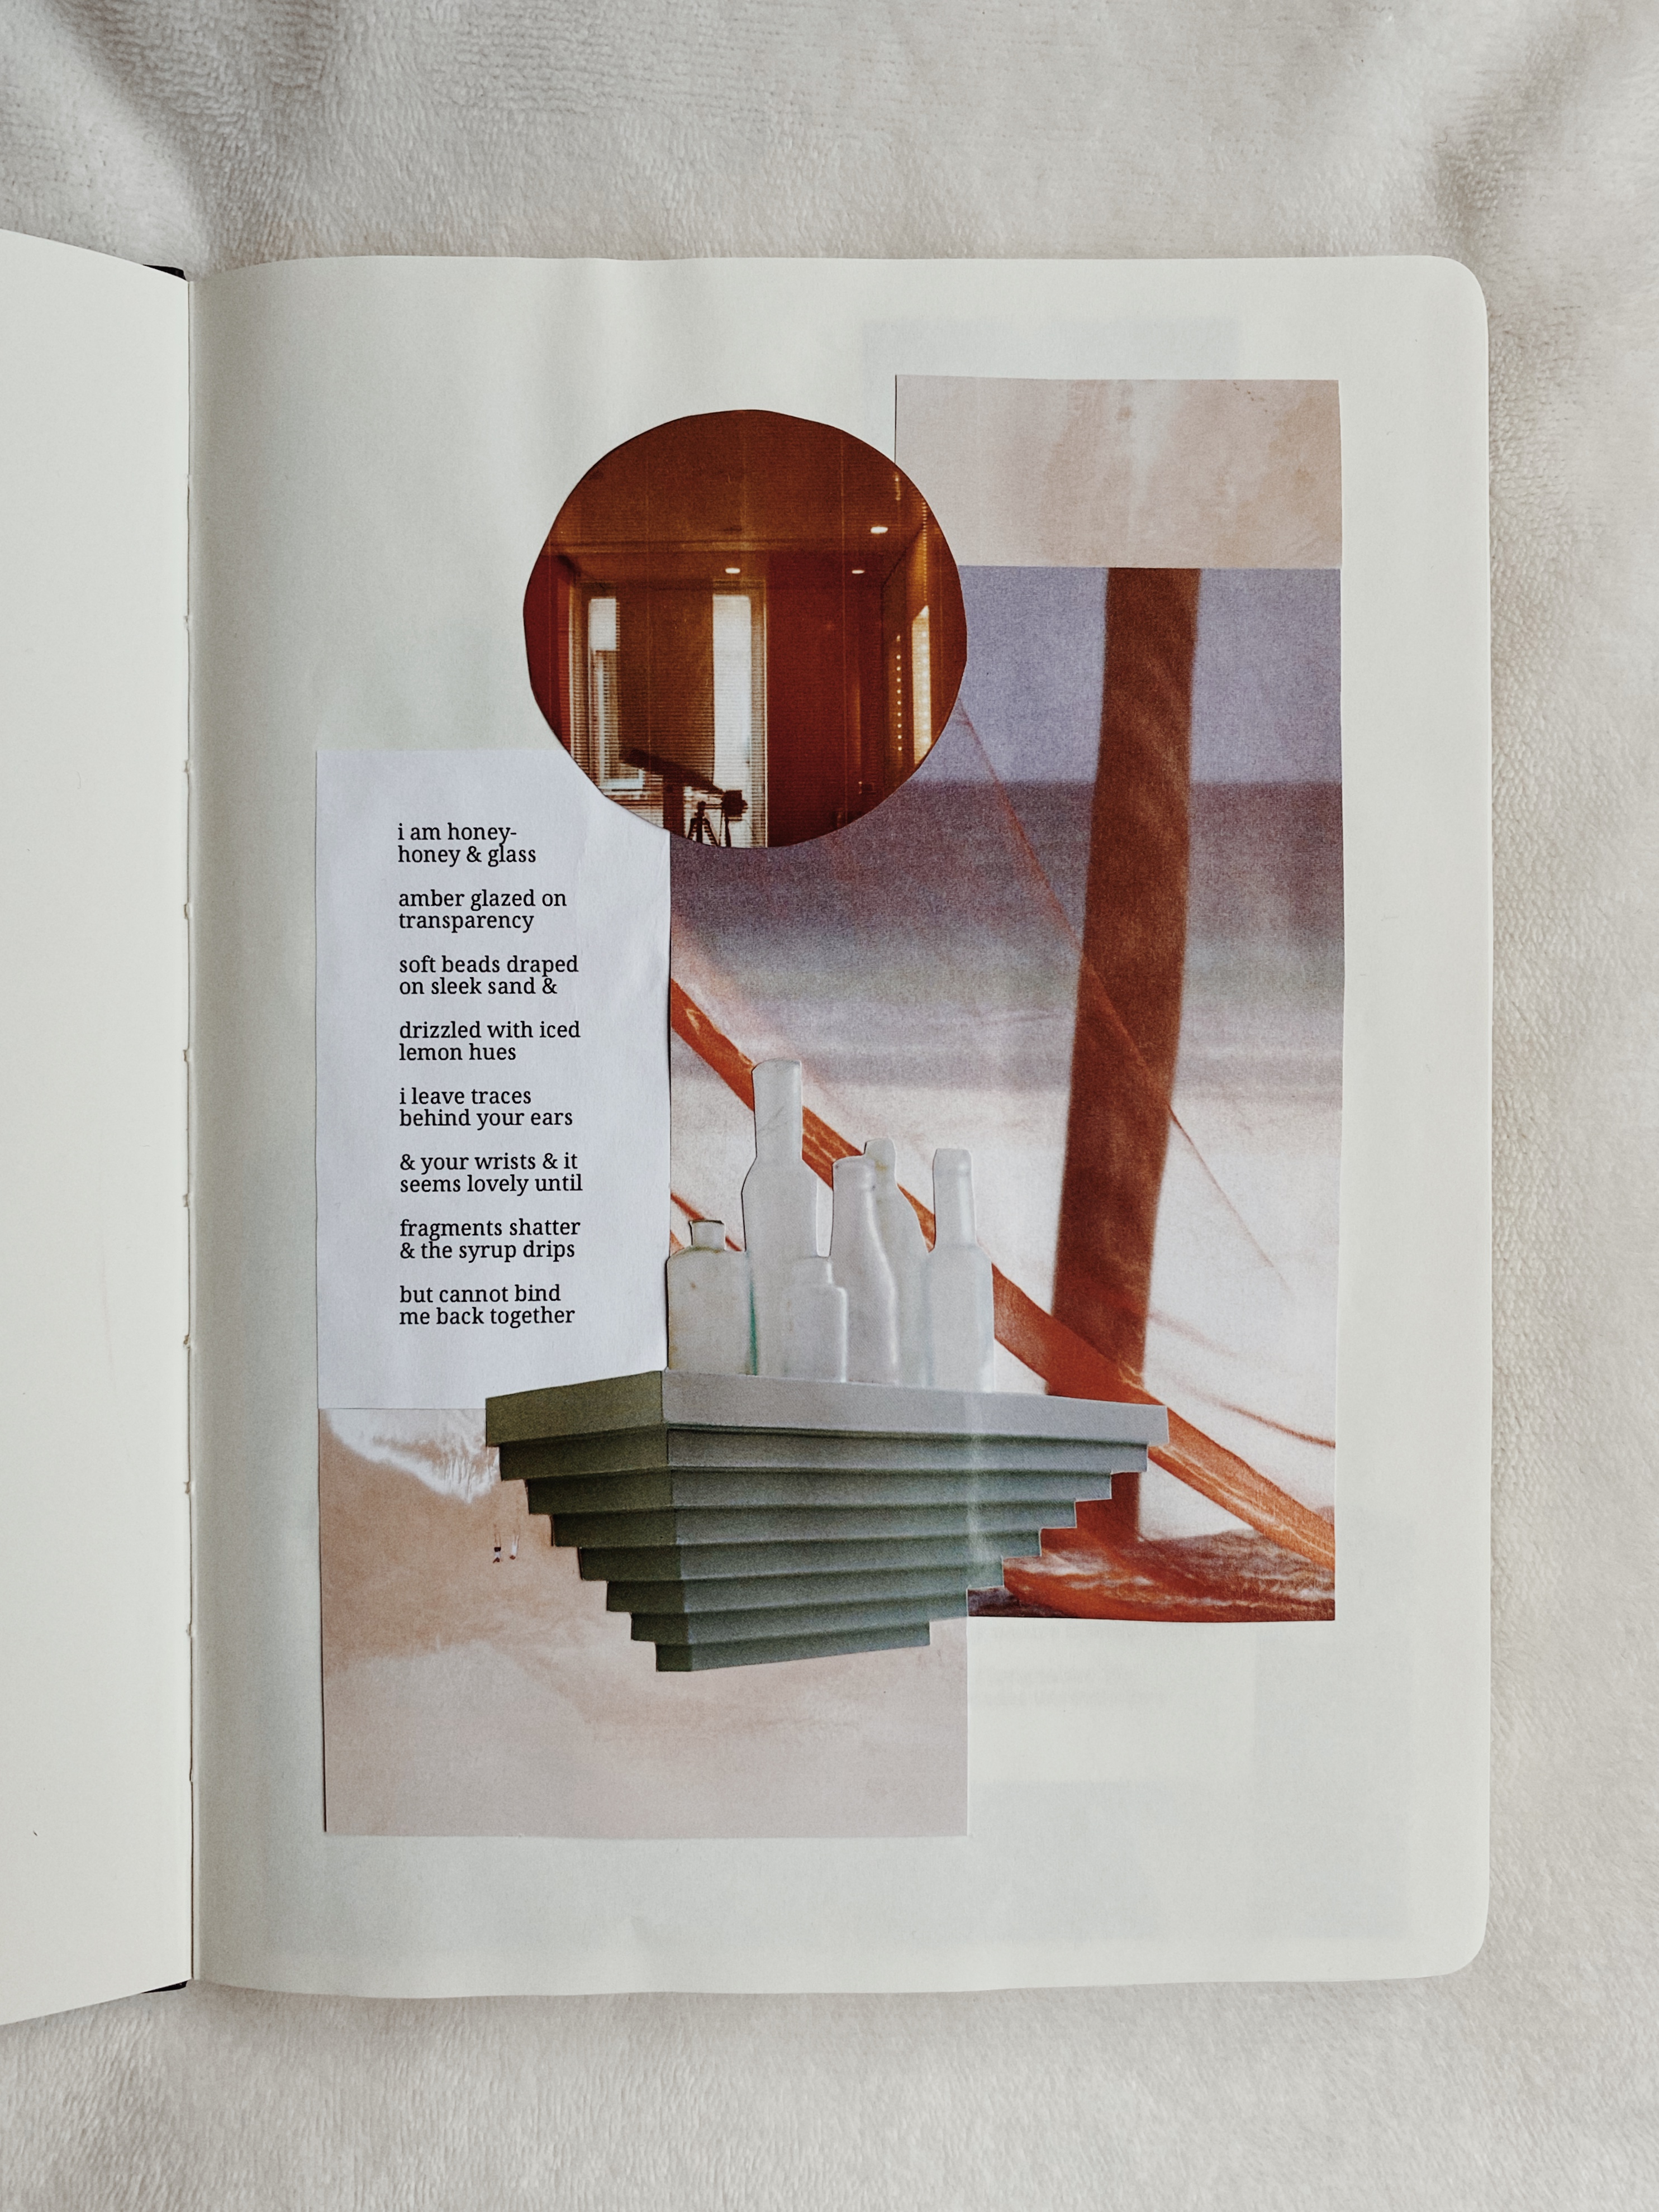 i am honey-
honey & glass
amber glazed on
transparency
soft beads draped
on sleek sand &
drizzled with iced
lemon hues
i leave traces
behind your ears
& your wrists & it
seems lovely until
fragments shatter
& the syrup drips
but cannot bind
me back together